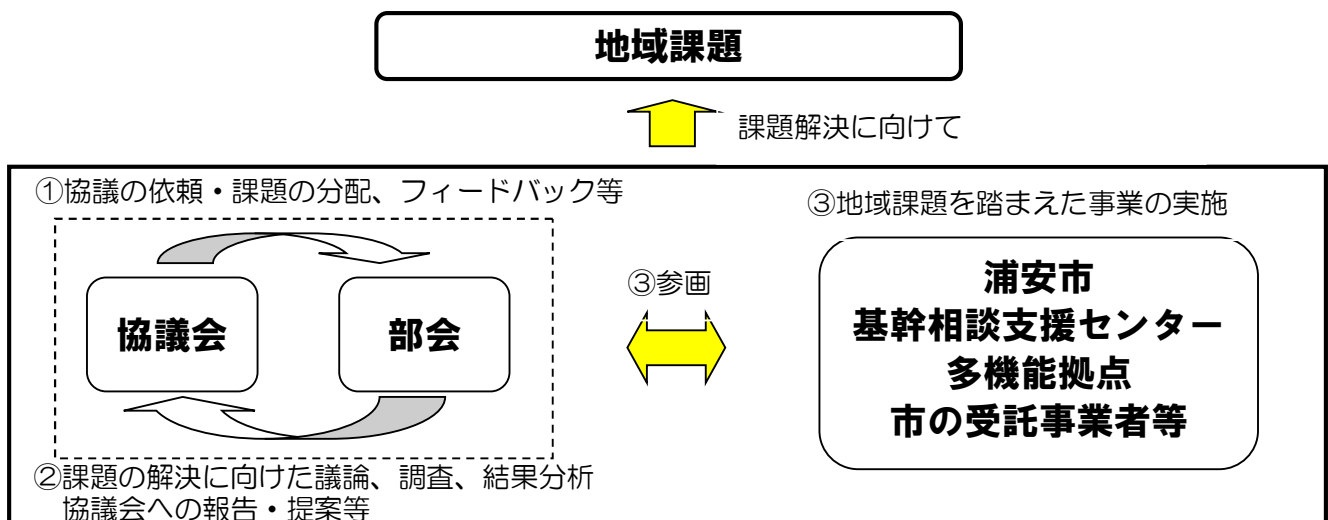 地域課題
課題解決に向けて
①協議の依頼・課題の分配、フィードバック等
協議会
部会
②課題の解決に向けた議論、調査、結果分析
協議会への報告・提案等
③参画
③地域課題を踏まえた事業の実施
浦安市
基幹相談支援センター
多機能拠点
市の受託事業者等